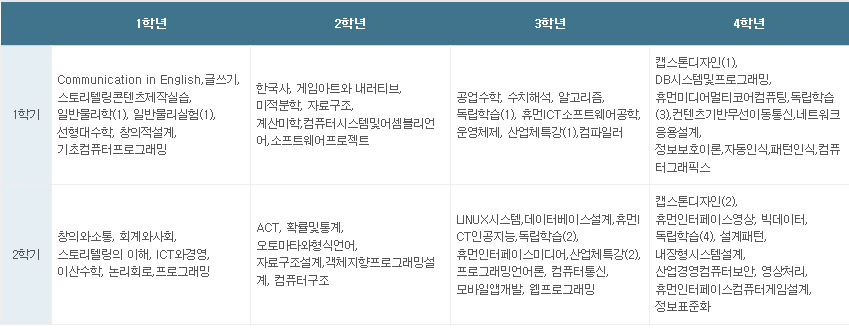 1학년
2학년
3학년
4학년
1학기
Communication in English,글쓰기,
스토리텔링콘텐츠제작실습,
일반물리학(1), 일반물리실험(1),
선형대수학, 창의적설계,
기초컴퓨터프로그래밍
한국사, 게임아트와 내러티브,
미적분학, 자료구조,
계산미학,컴퓨터시스템및어셈블리언
어,소프트웨어프로젝트
공업수학, 수치해석, 알고리즘,
독립학습(1), 휴먼ICT소프트웨어공학,
운영체제, 산업체특강(1),컴파일러
캡스톤디자인(1),
DB시스템및프로그래밍,
휴먼미디어멀티코어컴퓨팅,독립학습
(3),컨텐츠기반무선이동통신,네트워크
응용설계,
정보보호이론,자동인식,패턴인식,컴퓨
터그래픽스
2학기
창의와소통, 회계와사회,
스토리텔링의 이해, ICT와경영,
이산수학, 논리회로,프로그래밍
ACT, 확률및통계,
오토마타와형식언어,
자료구조설계,객체지향프로그래밍설
계, 컴퓨터구조
LINUX시스템,데이터베이스설계,휴먼I
CT인공지능,독립학습(2),
휴먼인터페이스미디어,산업체특강(2),
프로그래밍언어론, 컴퓨터통신,
모바일앱개발, 웹프로그래밍
캡스톤디자인(2),
휴먼인터페이스영상, 빅데이터,
독립학습(4), 설계패턴,
내장형시스템설계,
산업경영컴퓨터보안, 영상처리,
휴먼인터페이스컴퓨터게임설계,
정보표준화